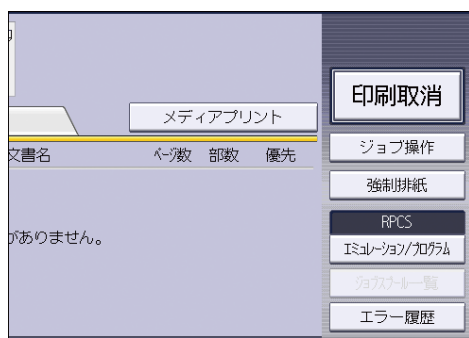 印刷取消
メディアプリント
ジョブ操作
文書名 ページ数 部数 優先
強制排紙
がありません。
RPCS
エミュレーション/プログラム
ジョブスプール一覧
エラー履歴